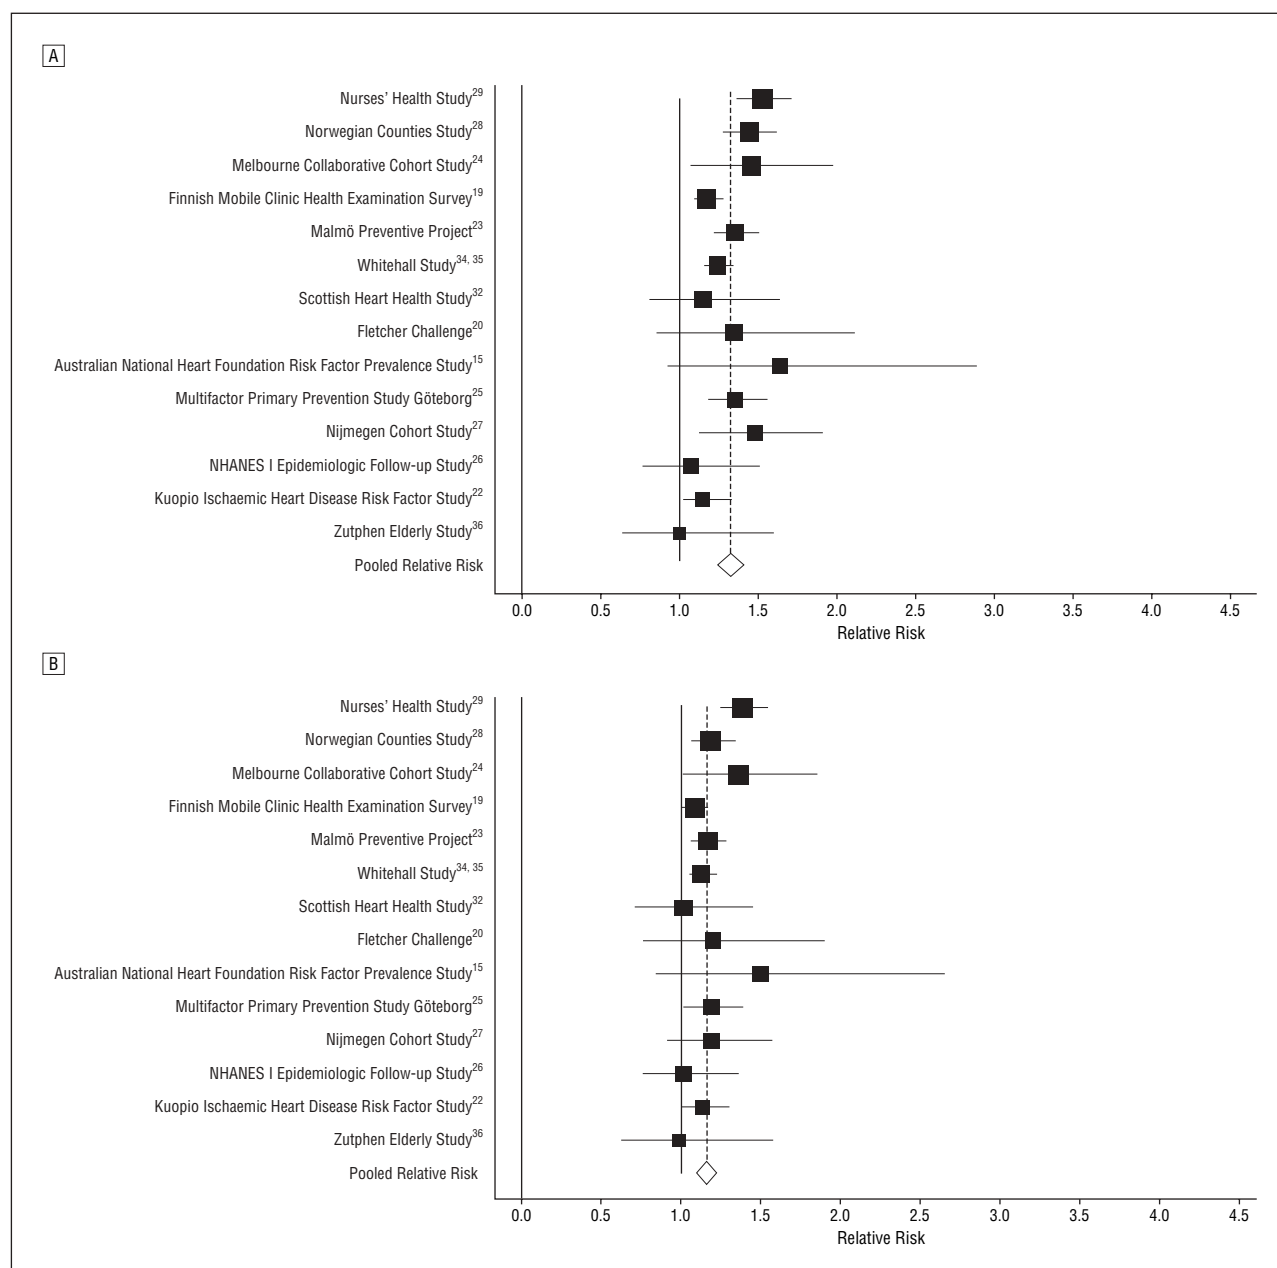 A
Nurses' Health Study29
Norwegian Counties Study28
Melbourne Collaborative Cohort Study24
Finnish Mobile Clinic Health Examination Survey19
Malmö Preventive Project23
Whitehall Study34, 35
Scottish Heart Health Study32
Fletcher Challenge20
Australian National Heart Foundation Risk Factor Prevalence Study15
Multifactor Primary Prevention Study Göteborg25
Nijmegen Cohort Study27
NHANES I Epidemiologic Follow-up Study26
Kuopio Ischaemic Heart Disease Risk Factor Study22
Zutphen Elderly Study36
Pooled Relative Risk
0.0 0.5 1.0 1.5 2.0 2.5 3.0 3.5 4.0 4.5
Relative Risk
B
Nurses' Health Study29
Norwegian Counties Study28
Melbourne Collaborative Cohort Study24
Finnish Mobile Clinic Health Examination Survey19
Malmö Preventive Project23
Whitehall Study34, 35
Scottish Heart Health Study32
Fletcher Challenge20
Australian National Heart Foundation Risk Factor Prevalence Study15
Multifactor Primary Prevention Study Göteborg25
Nijmegen Cohort Study27
NHANES I Epidemiologic Follow-up Study26
Kuopio Ischaemic Heart Disease Risk Factor Study22
Zutphen Elderly Study36
Pooled Relative Risk
0.0 0.5 1.0 1.5 2.0 2.5 3.0 3.5 4.0 4.5
Relative Risk